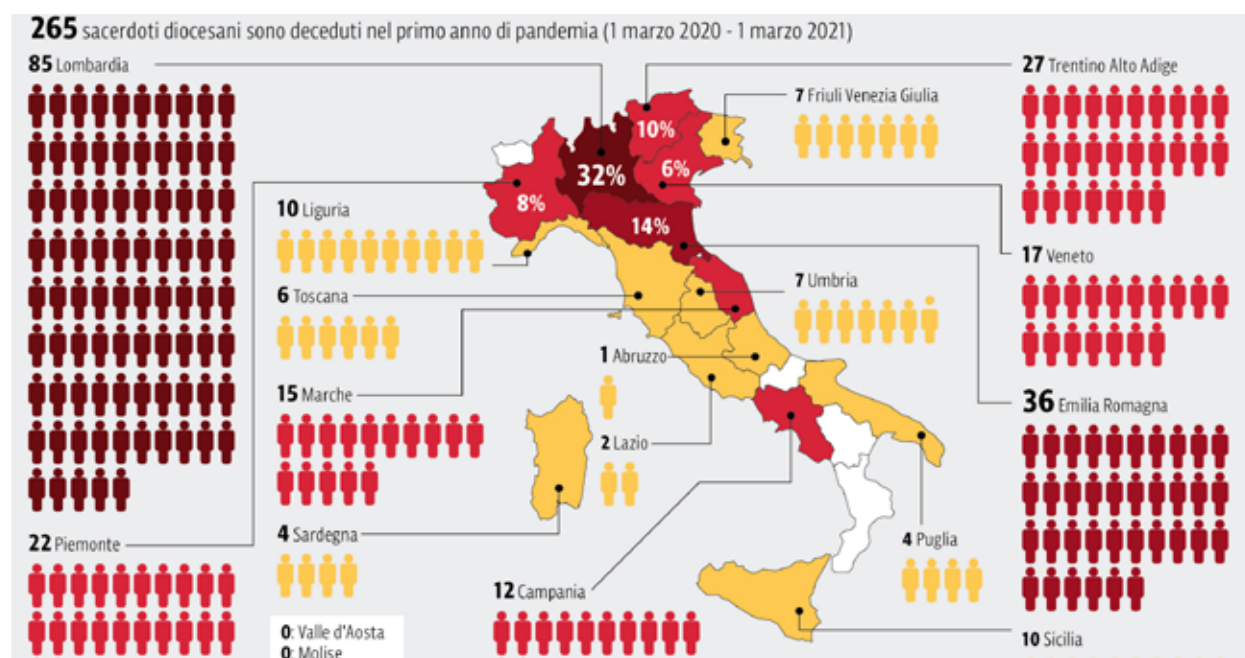 265 sacerdoti diocesani sono deceduti nel primo anno di pandemia (1 marzo 2020 - 1 marzo 2021)
85 Lombardia
27 Trentino Alto Adige
7 Friuli Venezia Giulia
10%
6%
32%
8%
14%
10 Liguria
17 Veneto
6 Toscana
7 Umbria
1 Abruzzo
15 Marche
36 Emilia Romagna
2 Lazio
4 Sardegna
22 Piemonte
4 Puglia
12 Campania
0: Valle d'Aosta
10 Sicilia
0: Molise